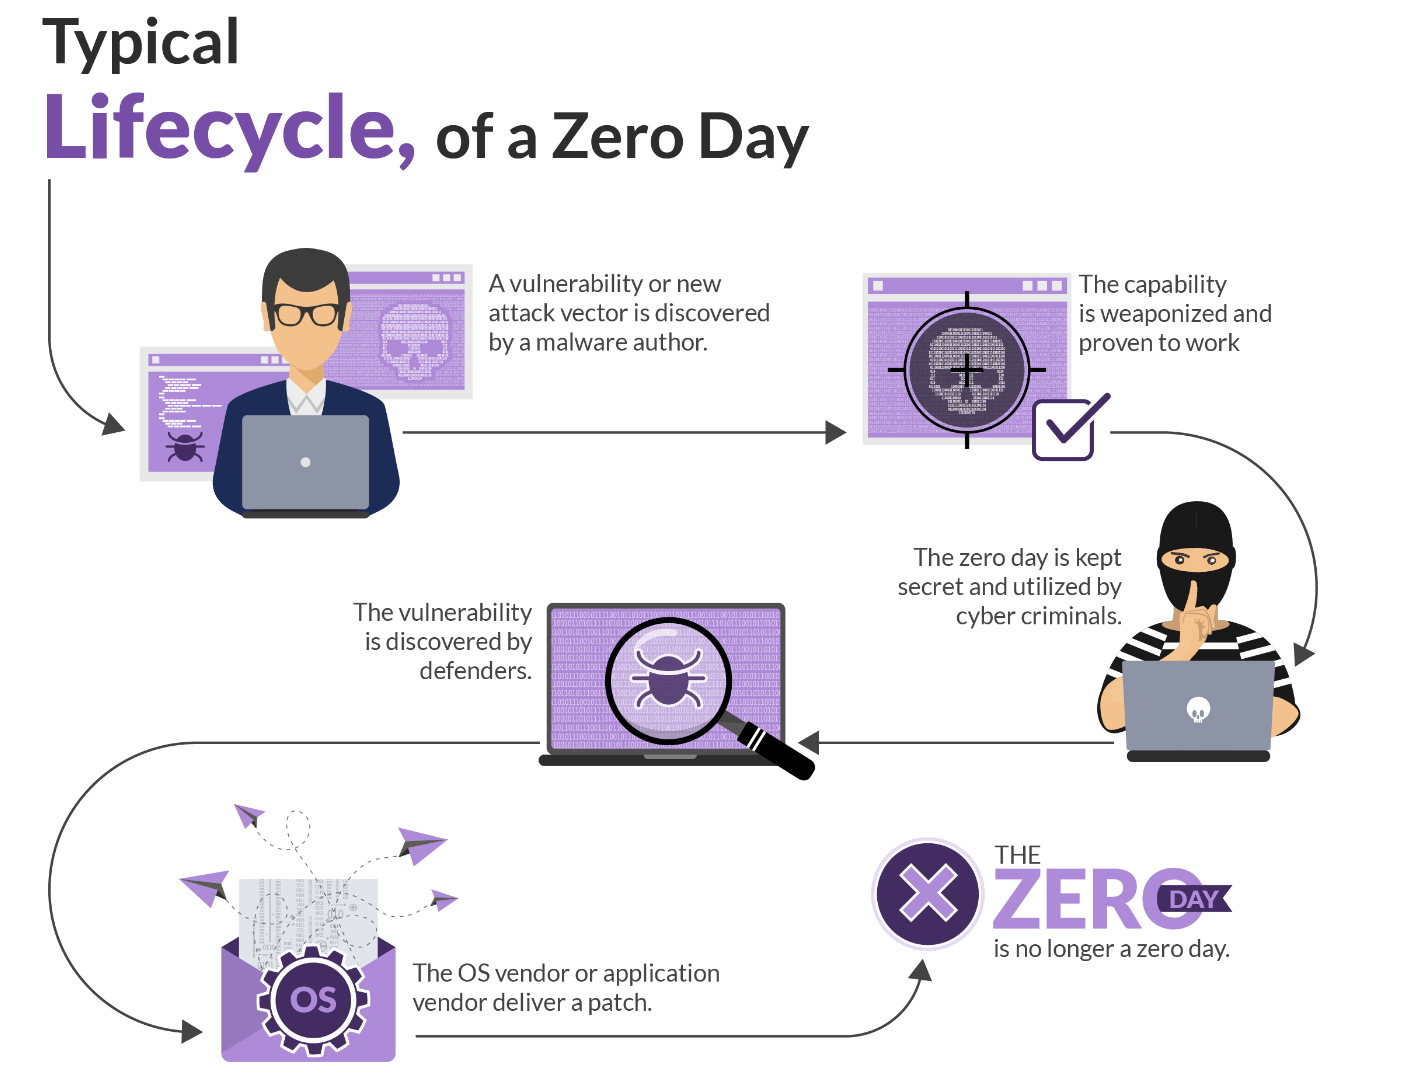 Typical
Lifecycle, of a Zero Day
A vulnerability or new
attack vector is discovered
by a malware author.
The capability
is weaponized and
proven to work
The zero day is kept
secret and utilized by
cyber criminals.
The vulnerability
is discovered by
defenders.
OS
The OS vendor or application
vendor deliver a patch.
THE
ZERO
DAY
is no longer a zero day.